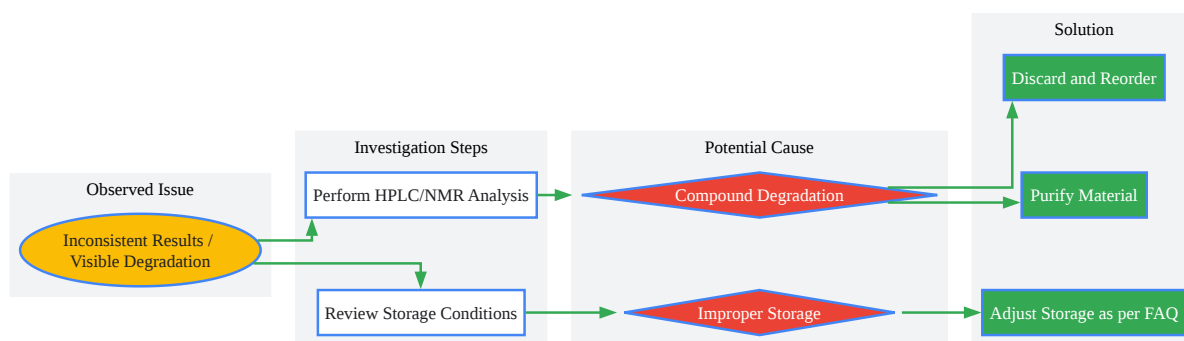 Observed Issue
Inconsistent Results /
Visible Degradation
Investigation Steps
Perform HPLC/NMR Analysis
Review Storage Conditions
Potential Cause
Compound Degradation
Improper Storage
Solution
Discard and Reorder
Purify Material
Adjust Storage as per FAQ